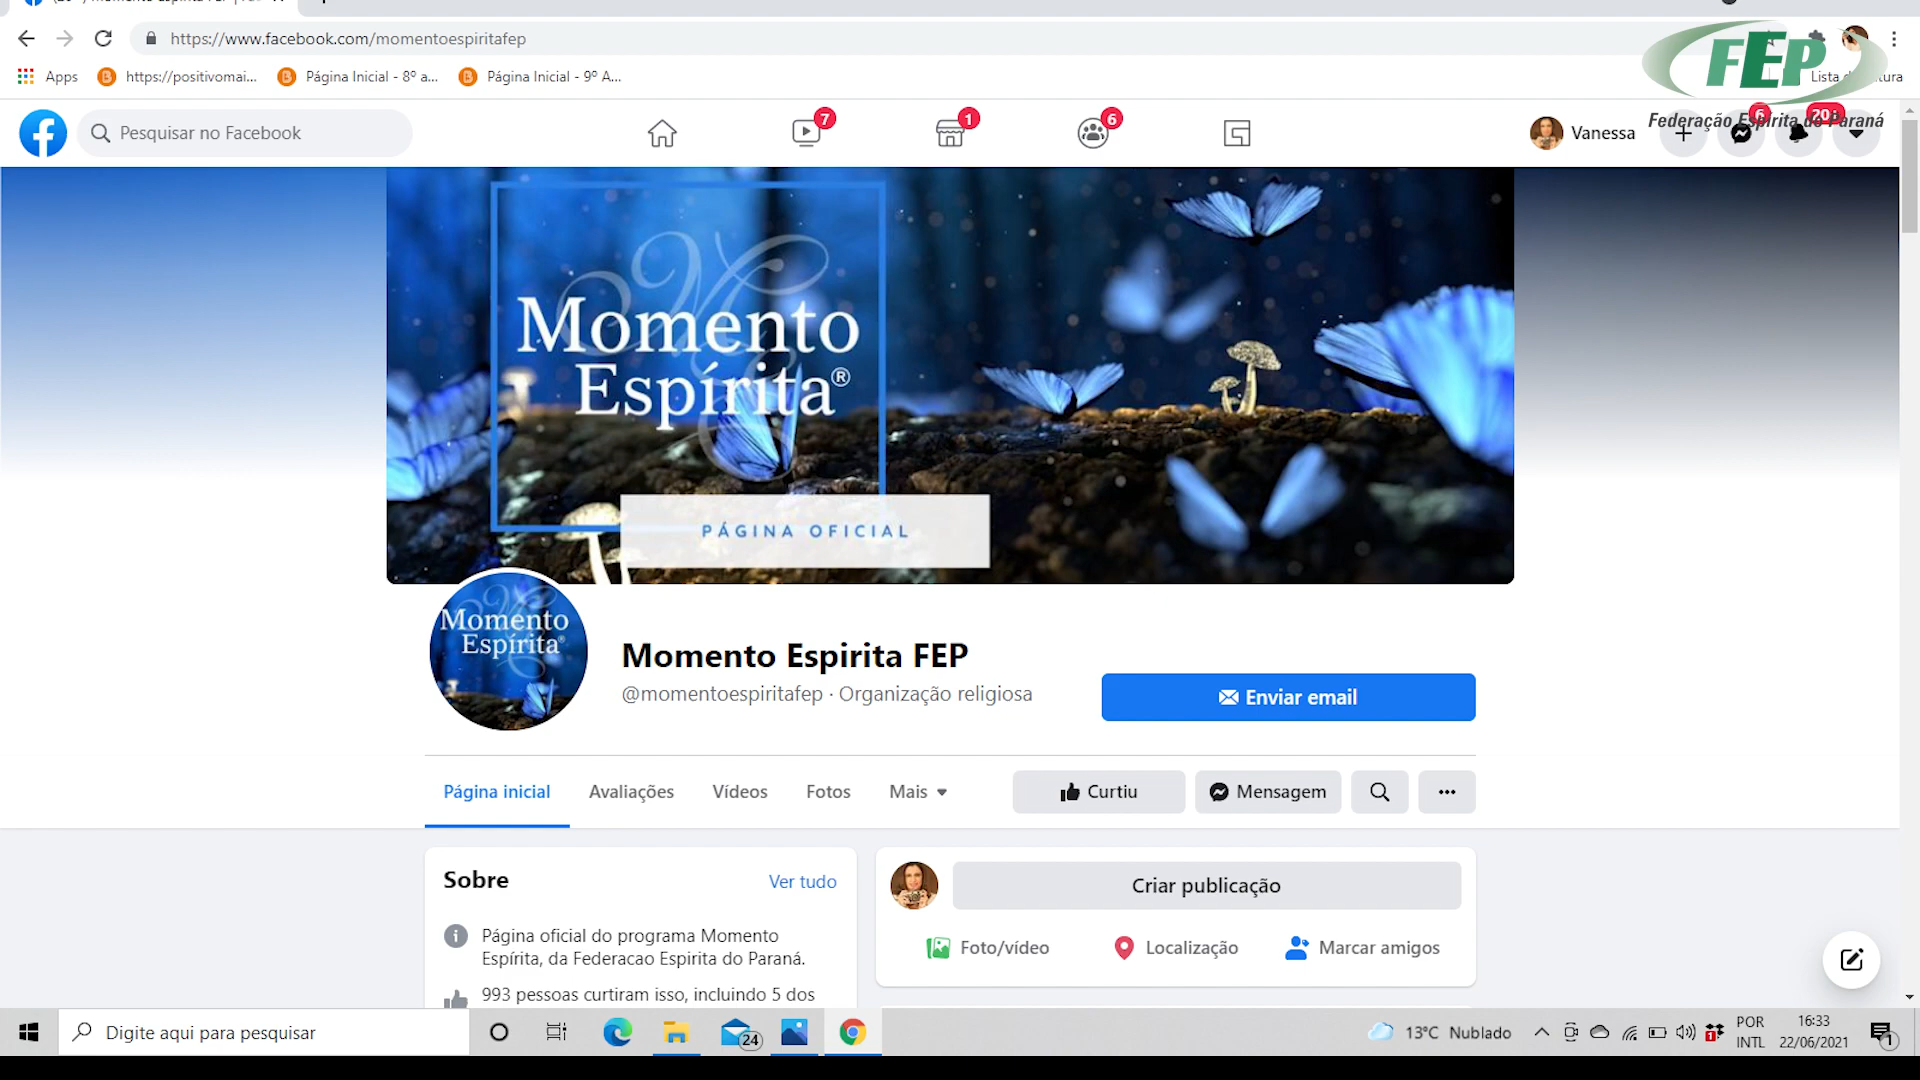 https://www.facebook.com/momentoespiritafep
FEP
Apps
https://positivomai...
Página Inicial - 8º a...
Página Inicial - 9º A...
Federação Espírita do Paraná
Pesquisar no Facebook
7
1
6
Vanessa
6
20+
Momento
Espírita®
PÁGINA OFICIAL
Momento
Espírita®
Momento Espirita FEP
@momentoespiritafep · Organização religiosa
Enviar email
Página inicial
Avaliações
Vídeos
Fotos
Mais
Curtiu
Mensagem
Sobre
Ver tudo
Criar publicação
Página oficial do programa Momento
Espírita, da Federacao Espirita do Paraná.
Foto/vídeo
Localização
Marcar amigos
993 pessoas curtiram isso, incluindo 5 dos
Digite aqui para pesquisar
24
13°C Nublado
1
POR
INTL
16:33
22/06/2021
1